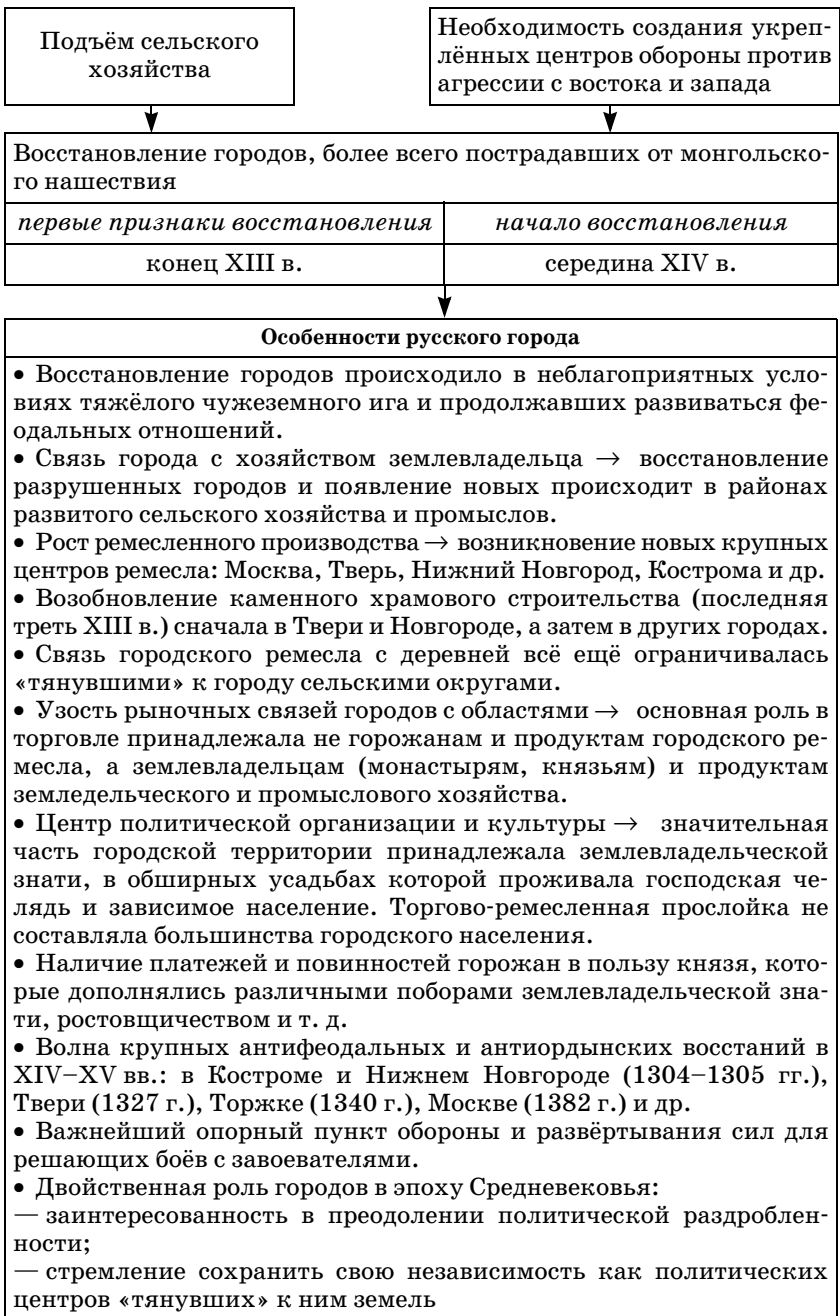 Подъём сельского
хозяйства
Необходимость создания укреп-
лённых центров обороны против
агрессии с востока и запада
Восстановление городов, более всего пострадавших от монгольско-
го нашествия
первые признаки восстановления
начало восстановления
конец XIII в.
середина XIV в.
Особенности русского города
• Восстановление городов происходило в неблагоприятных усло-
виях тяжёлого чужеземного ига и продолжавших развиваться фе-
одальных отношений.
• Связь города с хозяйством землевладельца → восстановление
разрушенных городов и появление новых происходит в районах
развитого сельского хозяйства и промыслов.
• Рост ремесленного производства → возникновение новых крупных
центров ремесла: Москва, Тверь, Нижний Новгород, Кострома и др.
• Возобновление каменного храмового строительства (последняя
треть XIII в.) сначала в Твери и Новгороде, а затем в других городах.
• Связь городского ремесла с деревней всё ещё ограничивалась
«тянувшими» к городу сельскими округами.
• Узость рыночных связей городов с областями → основная роль в
торговле принадлежала не горожанам и продуктам городского ре-
месла, а землевладельцам (монастырям, князьям) и продуктам
земледельческого и промыслового хозяйства.
• Центр политической организации и культуры → значительная
часть городской территории принадлежала землевладельческой
знати, в обширных усадьбах которой проживала господская че-
лядь и зависимое население. Торгово-ремесленная прослойка не
составляла большинства городского населения.
• Наличие платежей и повинностей горожан в пользу князя, кото-
рые дополнялись различными поборами землевладельческой зна-
ти, ростовщичеством и т. д.
• Волна крупных антифеодальных и антиордынских восстаний в
XIV–XV вв.: в Костроме и Нижнем Новгороде (1304–1305 гг.),
Твери (1327 г.), Торжке (1340 г.), Москве (1382 г.) и др.
• Важнейший опорный пункт обороны и развёртывания сил для
решающих боёв с завоевателями.
• Двойственная роль городов в эпоху Средневековья:
— заинтересованность в преодолении политической раздроблен-
ности;
— стремление сохранить свою независимость как политических
центров «тянувших» к ним земель